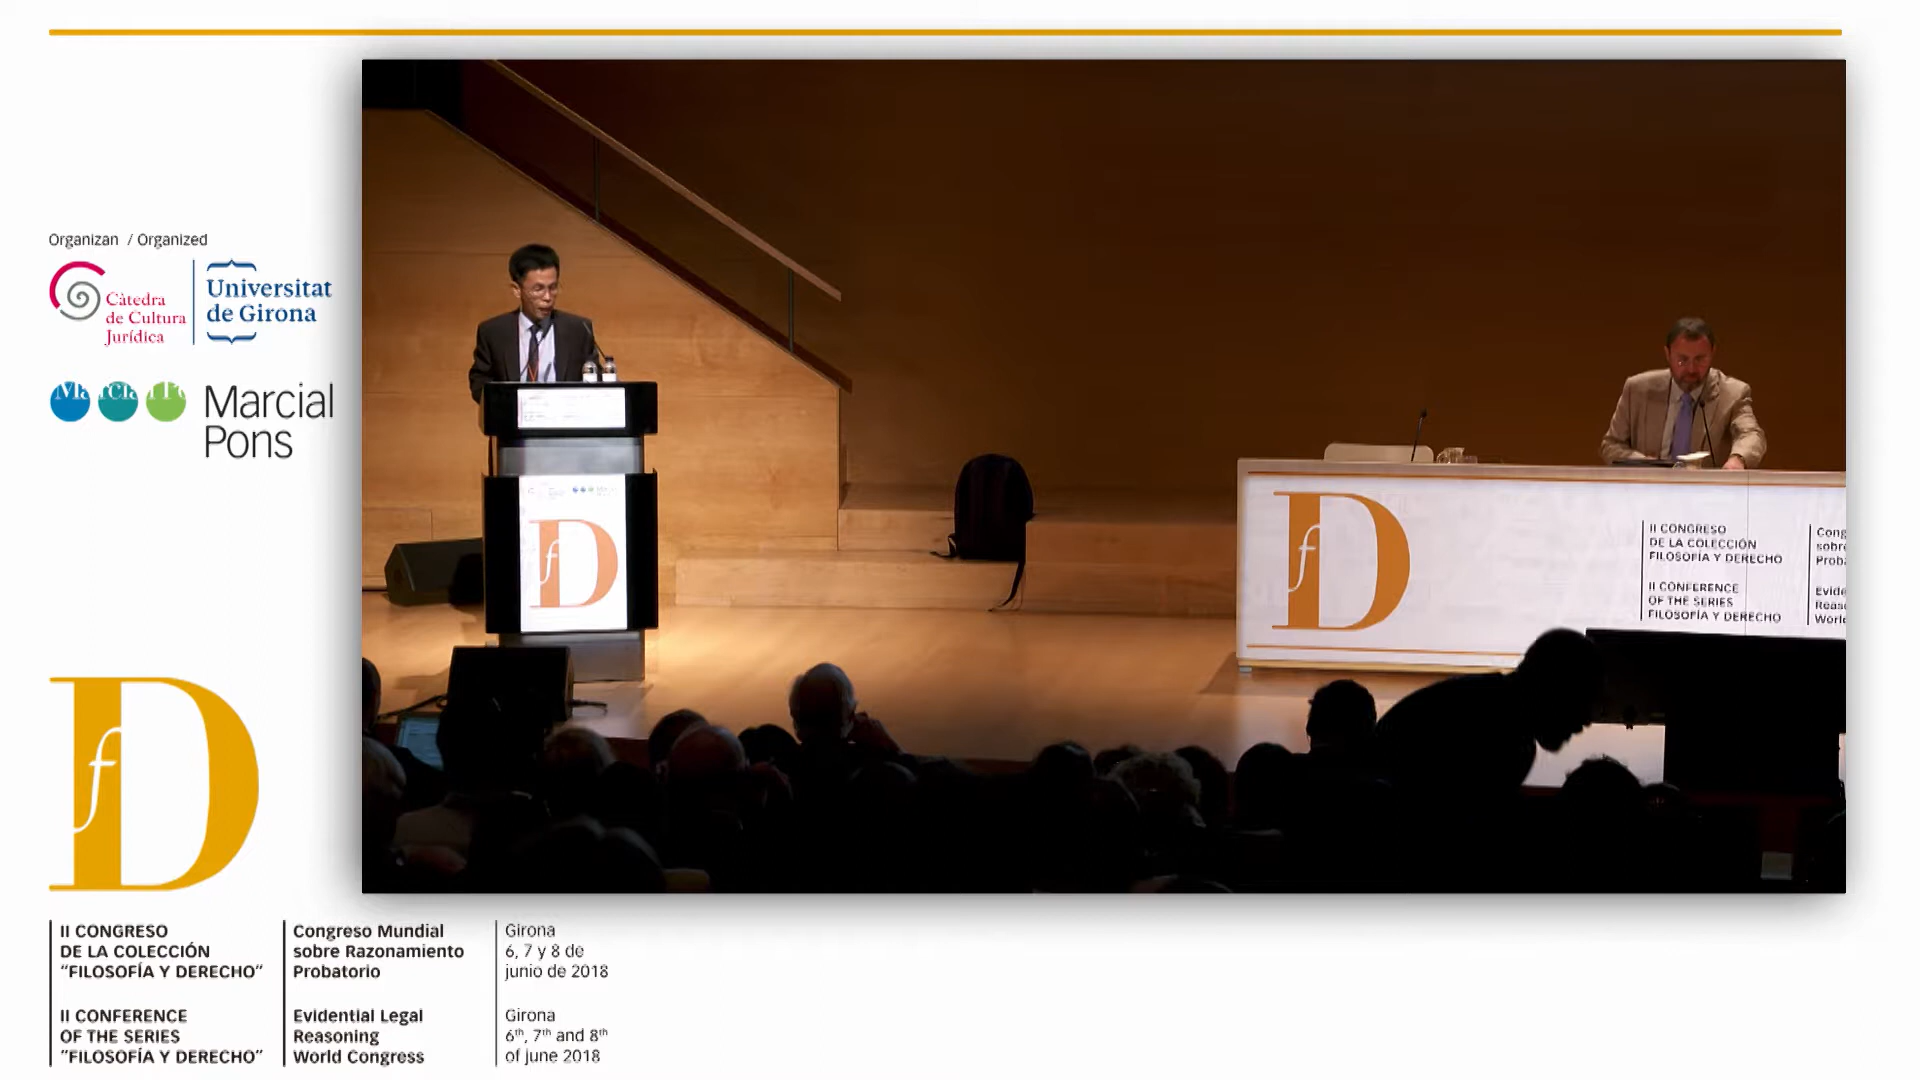 Organizan / Organized
Càtedra
de Cultura
Jurídica
Universitat
de Girona
Marcial
Pons
D
f
II CONGRESO
DE LA COLECCIÓN
FILOSOFÍA Y DERECHO
II CONFERENCE
OF THE SERIES
FILOSOFÍA Y DERECHO
f
D
f
D
f
D
II CONGRESO
DE LA COLECCIÓN
“FILOSOFÍA Y DERECHO”
II CONFERENCE
OF THE SERIES
“FILOSOFÍA Y DERECHO”
Congreso Mundial
sobre Razonamiento
Probatorio
Evidential Legal
Reasoning
World Congress
Girona
6, 7 y 8 de
junio de 2018
Girona
6th, 7th and 8th
of june 2018